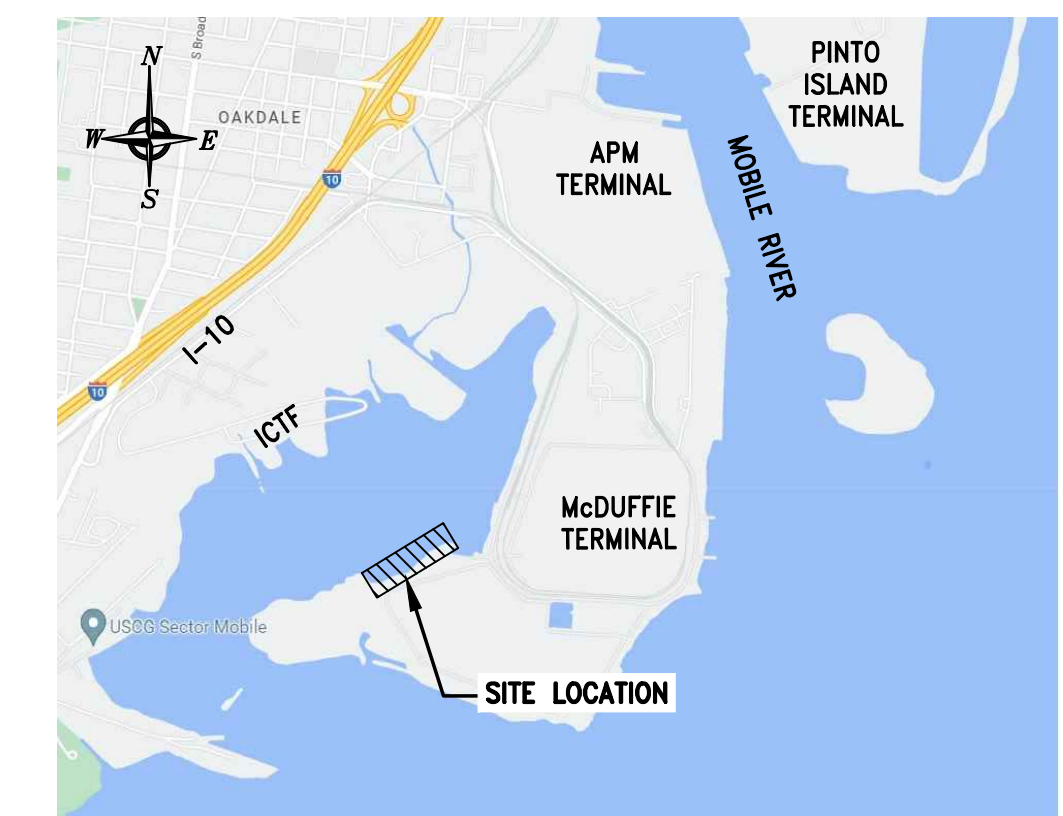 S Broad
N
W
E
S
OAKDALE
PINTO
ISLAND
TERMINAL
APM
TERMINAL
MOBILE RIVER
10
I-10
10
ICTF
McDUFFIE
TERMINAL
USCG Sector Mobile
SITE LOCATION